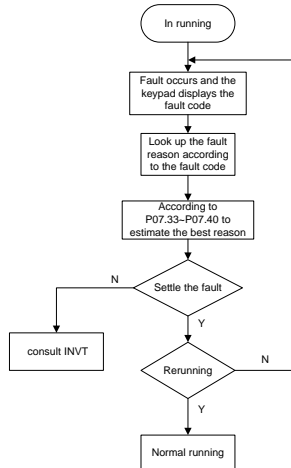 In running
Fault occurs and the
keypad displays the
fault code
Look up the fault
reason according
to the fault code
According to
P07.33~P07.40 to
estimate the best reason
N
Settle the fault
Y
consult INVT
Rerunning
N
Y
Normal running